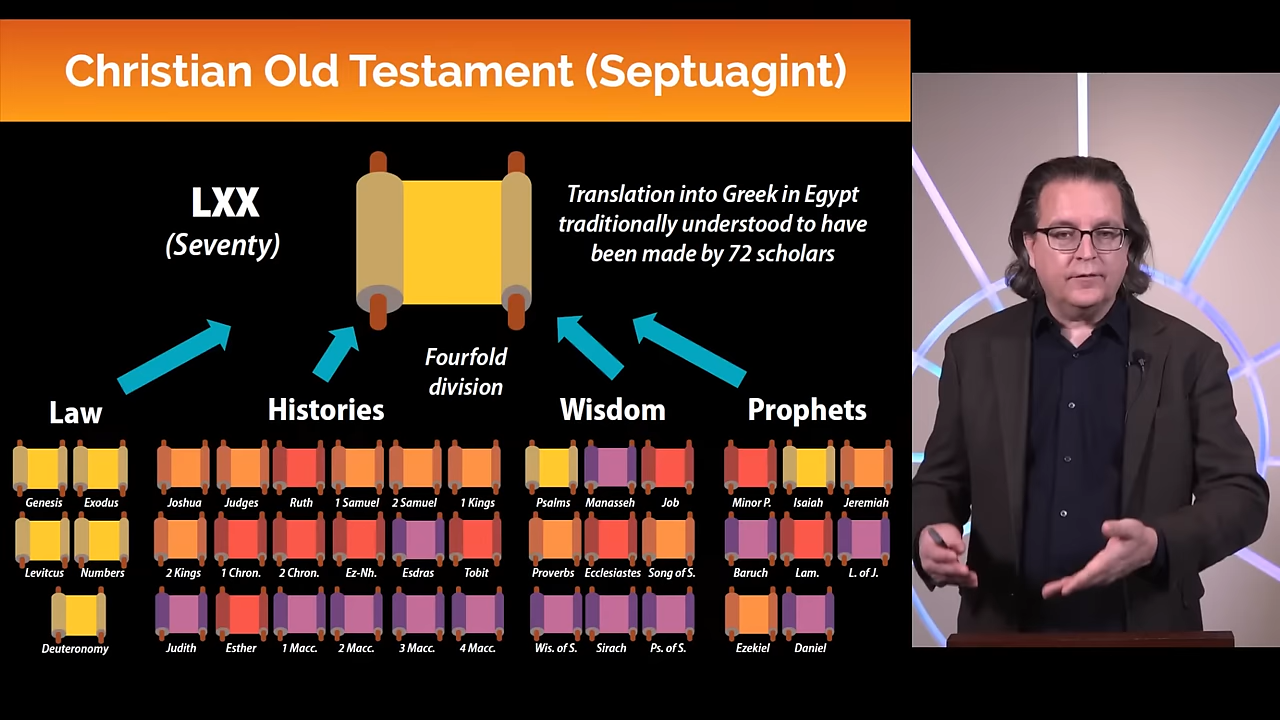 Christian Old Testament (Septuagint)
LXX
(Seventy)
Translation into Greek in Egypt
traditionally understood to have
been made by 72 scholars
Fourfold
division
Law
Histories
Wisdom
Prophets
Genesis Exodus
Levitcus Numbers
Deuteronomy
Joshua Judges Ruth 1 Samuel 2 Samuel 1 Kings
2 Kings 1 Chron. 2 Chron. Ez-Nh. Esdras Tobit
Judith Esther 1 Macc. 2 Macc. 3 Macc. 4 Macc.
Psalms Manasseh Job
Proverbs Ecclesiastes Song of S.
Wis. of S. Sirach Ps. of S.
Minor P. Isaiah Jeremiah
Baruch Lam. L. of J.
Ezekiel Daniel